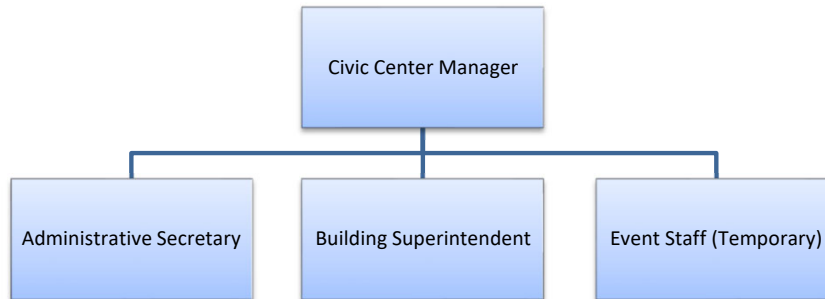 Civic Center Manager
Administrative Secretary
Building Superintendent
Event Staff (Temporary)